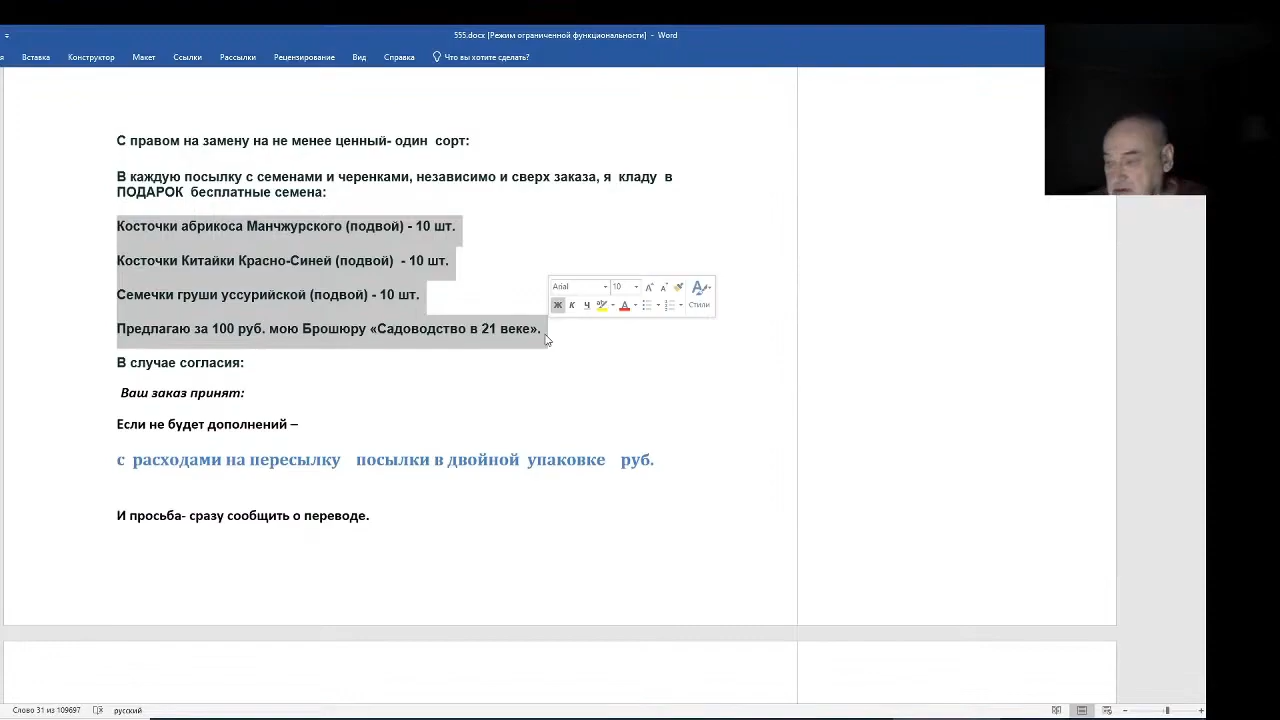 555.docx [Режим ограниченной функциональности] - Word
я Вставка Конструктор Макет Ссылки Рассылки Рецензирование Вид Справка Что вы хотите сделать?
С правом на замену на не менее ценный- один сорт:
В каждую посылку с семенами и черенками, независимо и сверх заказа, я кладу в
ПОДАРОК бесплатные семена:
Косточки абрикоса Манчжурского (подвой) - 10 шт.
Косточки Китайки Красно-Синей (подвой) - 10 шт.
Arial 10
Семечки груши уссурийской (подвой) - 10 шт.
Ж К Ч Стили
Предлагаю за 100 руб. мою Брошюру «Садоводство в 21 веке».
В случае согласия:
Ваш заказ принят:
Если не будет дополнений –
с расходами на пересылку посылки в двойной упаковке руб.
И просьба- сразу сообщить о переводе.
Слово 31 из 109697 русский